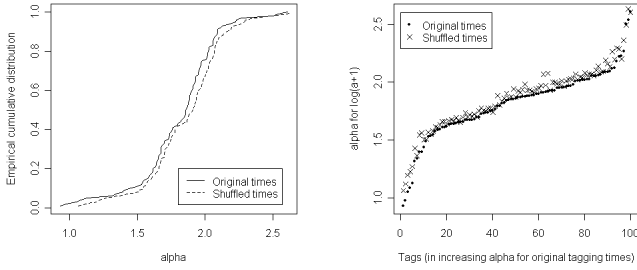 Empirical cumulative distribution
1.0
0.8
0.6
0.4
0.2
0.0
Original times
Shuffled times
1.0 1.5 2.0 2.5
alpha
alpha for log(a+1)
2.5
2.0
1.5
1.0
Original times
Shuffled times
0 20 40 60 80 100
Tags (in increasing alpha for original tagging times)